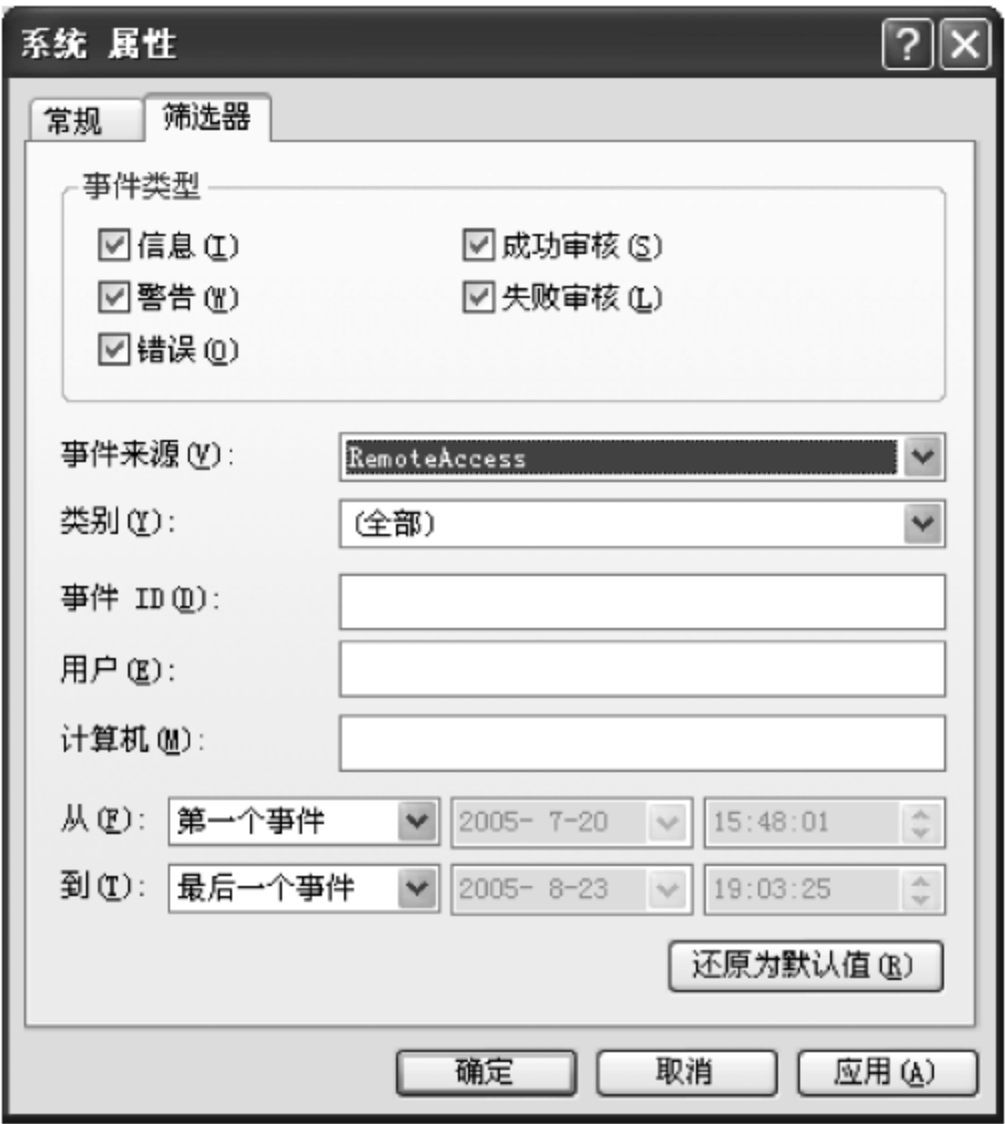 系统 属性
常规 筛选器
事件类型
信息(I) 成功审核(S)
警告(W) 失败审核(L)
错误(O)
事件来源(V): RemoteAccess
类别(Y): (全部)
事件 ID(D):
用户(E):
计算机(M):
从(F): 第一个事件 2005- 7-20 15:48:01
到(T): 最后一个事件 2005- 8-23 19:03:25
还原为默认值(R)
确定 取消 应用(A)